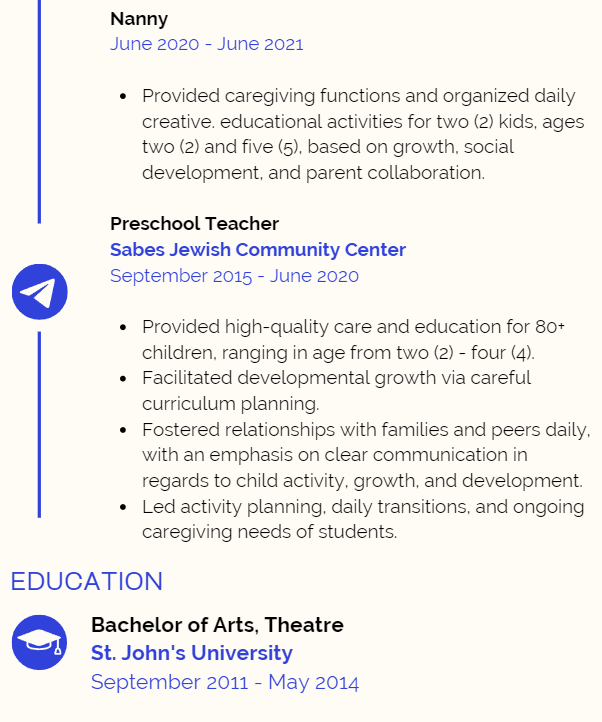 Nanny
June 2020 - June 2021
• Provided caregiving functions and organized daily
creative. educational activities for two (2) kids, ages
two (2) and five (5), based on growth, social
development, and parent collaboration.
Preschool Teacher
Sabes Jewish Community Center
September 2015 - June 2020
• Provided high-quality care and education for 80+
children, ranging in age from two (2) - four (4).
• Facilitated developmental growth via careful
curriculum planning.
• Fostered relationships with families and peers daily,
with an emphasis on clear communication in
regards to child activity, growth, and development.
• Led activity planning, daily transitions, and ongoing
caregiving needs of students.
EDUCATION
Bachelor of Arts, Theatre
St. John's University
September 2011 - May 2014